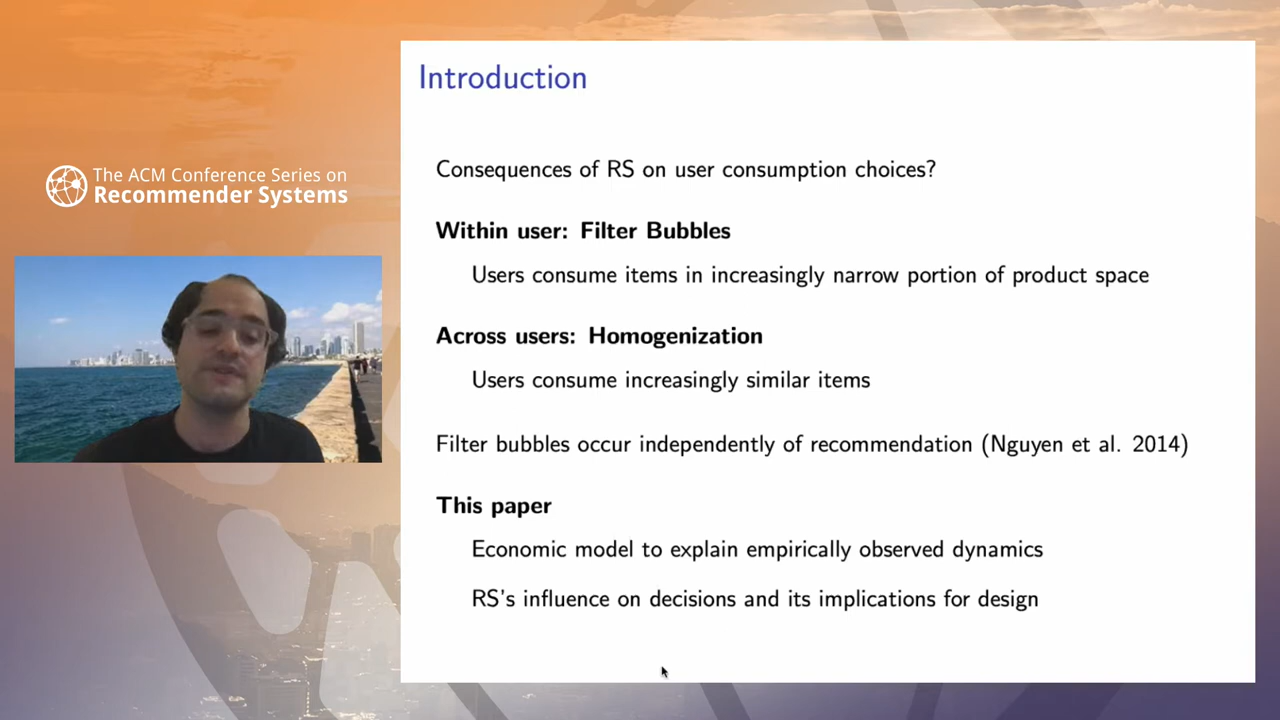 The ACM Conference Series on
Recommender Systems
Introduction
Consequences of RS on user consumption choices?
Within user: Filter Bubbles
Users consume items in increasingly narrow portion of product space
Across users: Homogenization
Users consume increasingly similar items
Filter bubbles occur independently of recommendation (Nguyen et al. 2014)
This paper
Economic model to explain empirically observed dynamics
RS's influence on decisions and its implications for design